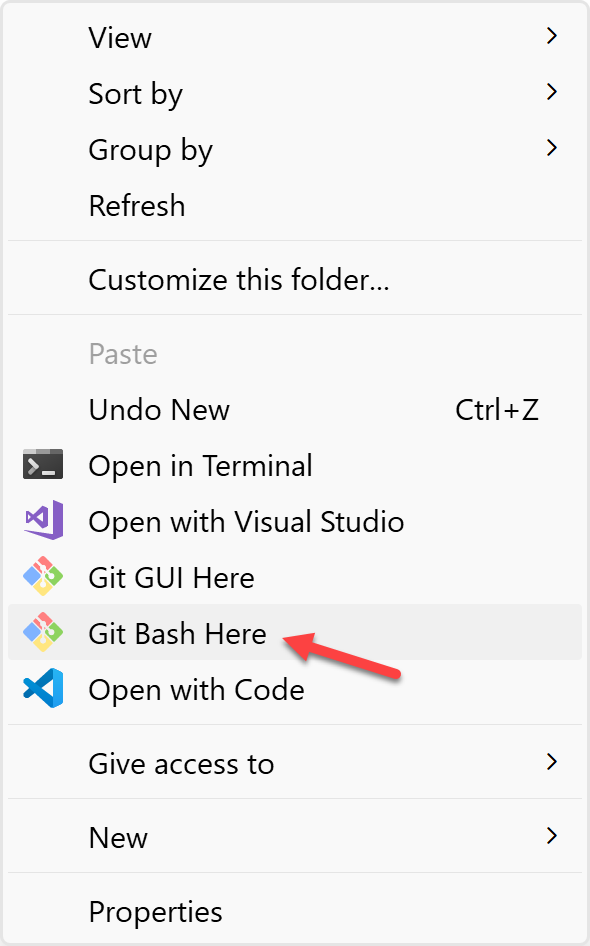 View
Sort by
Group by
Refresh
Customize this folder...
Paste
Undo New Ctrl+Z
Open in Terminal
Open with Visual Studio
Git GUI Here
Git Bash Here
Open with Code
Give access to
New
Properties